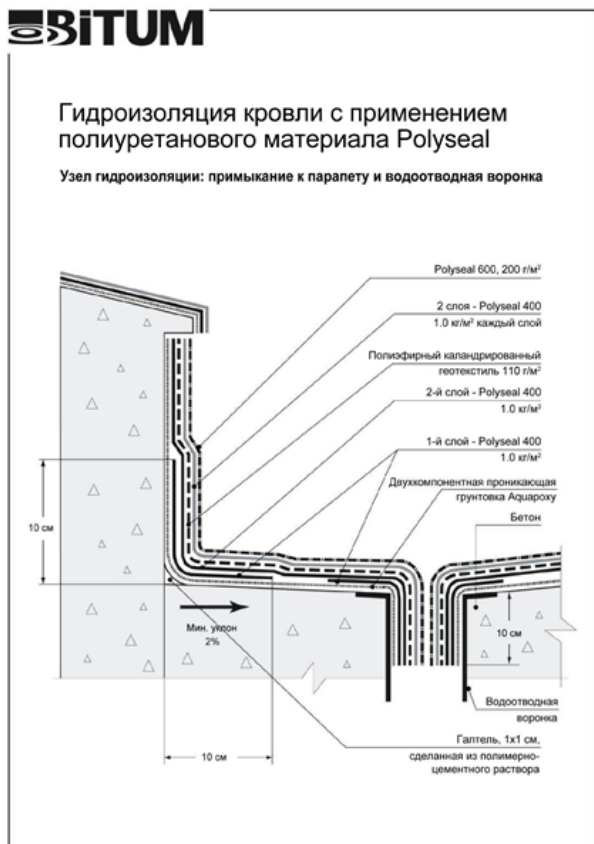 BiTUM
Гидроизоляция кровли с применением
полиуретанового материала Polyseal
Узел гидроизоляции: примыкание к парапету и водоотводная воронка
Polyseal 600, 200 г/м²
2 слоя - Polyseal 400
1.0 кг/м² каждый слой
Полиэфирный каландрированный
геотекстиль 110 г/м²
2-й слой - Polyseal 400
1.0 кг/м²
1-й слой - Polyseal 400
1.0 кг/м²
Двухкомпонентная проникающая
грунтовка Aquapoxy
Бетон
10 см
Мин. уклон
2%
10 см
Водоотводная
воронка
10 см
Галтель, 1х1 см,
сделанная из полимерно-
цементного раствора